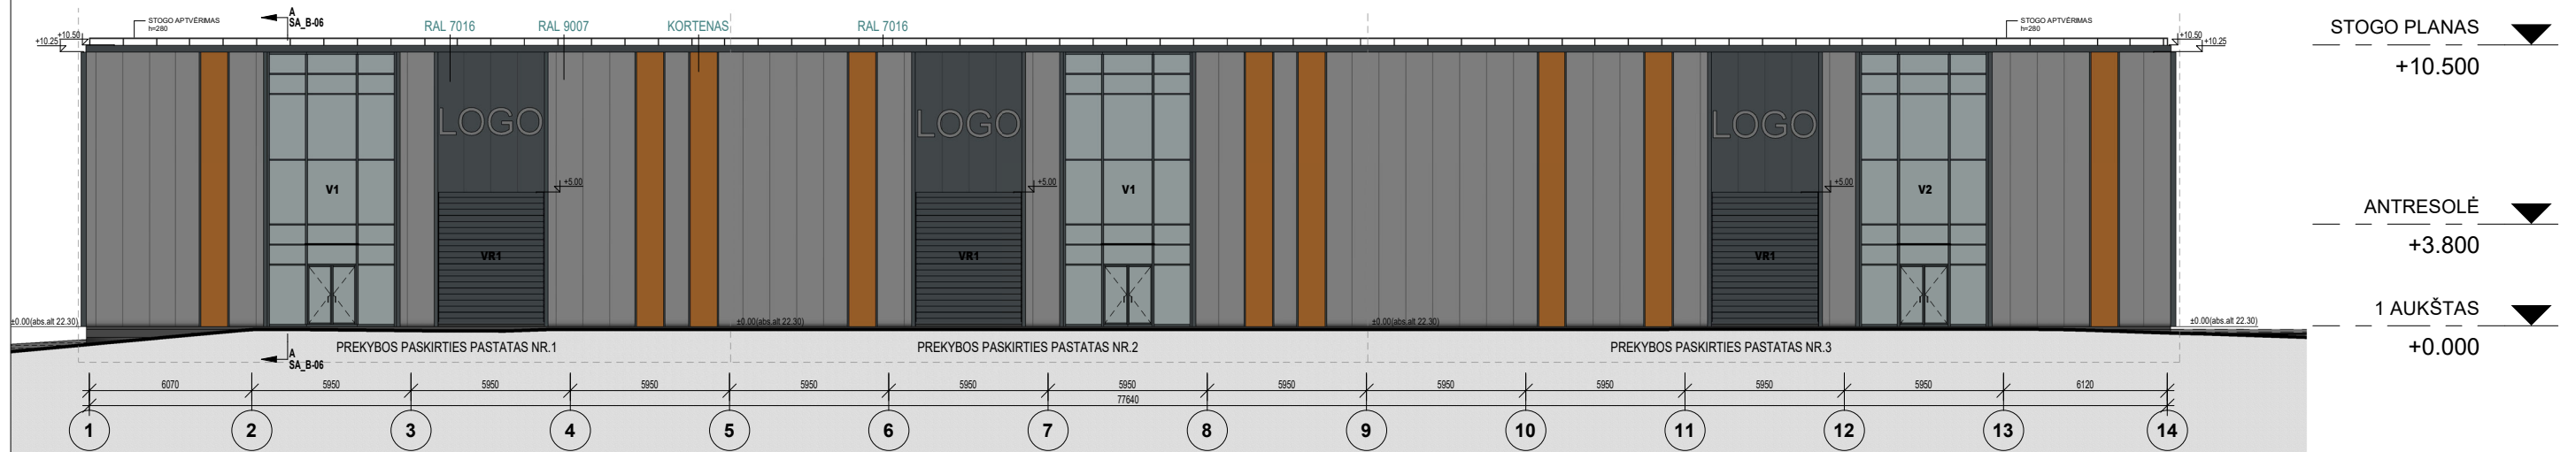 STOGO APTVĖRIMAS
h=280
A
SA_B-06
RAL 7016
RAL 9007
KORTENAS
RAL 7016
STOGO APTVĖRIMAS
h=280
+10.50
+10.25
+10.50
+10.25
LOGO
LOGO
LOGO
V1
+5.00
+5.00
V1
+5.00
V2
VR1
VR1
VR1
±0.00(abs.alt 22.30)
±0.00(abs.alt 22.30)
±0.00(abs.alt 22.30)
±0.00(abs.alt 22.30)
PREKYBOS PASKIRTIES PASTATAS NR.1
PREKYBOS PASKIRTIES PASTATAS NR.2
PREKYBOS PASKIRTIES PASTATAS NR.3
A
SA_B-06
6070 5950 5950 5950 5950 5950 5950 5950 5950 5950 5950 5950 6120
77640
1 2 3 4 5 6 7 8 9 10 11 12 13 14
STOGO PLANAS
+10.500
ANTRESOLĖ
+3.800
1 AUKŠTAS
+0.000